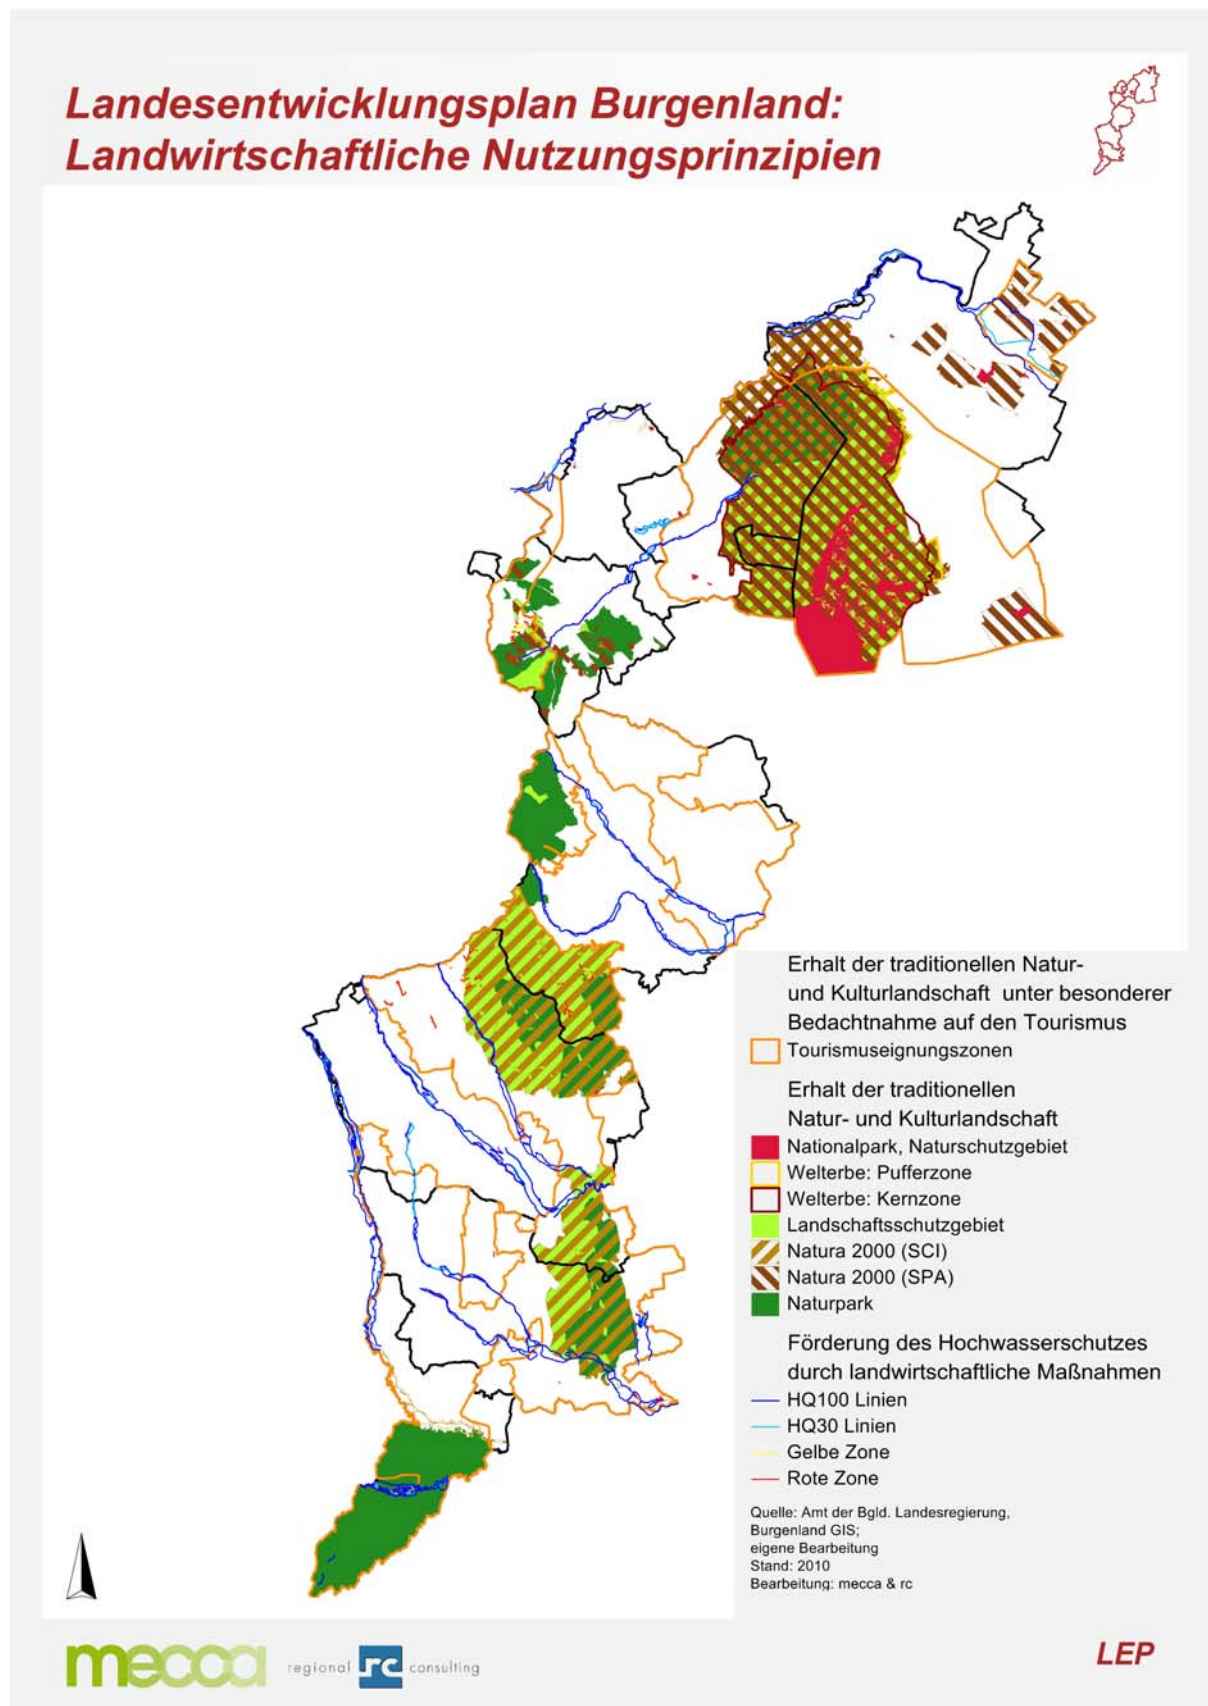 Landesentwicklungsplan Burgenland:
Landwirtschaftliche Nutzungsprinzipien
Erhalt der traditionellen Natur-
und Kulturlandschaft unter besonderer
Bedachtnahme auf den Tourismus
Tourismuseignungszonen
Erhalt der traditionellen
Natur- und Kulturlandschaft
Nationalpark, Naturschutzgebiet
Welterbe: Pufferzone
Welterbe: Kernzone
Landschaftsschutzgebiet
Natura 2000 (SCI)
Natura 2000 (SPA)
Naturpark
Förderung des Hochwasserschutzes
durch landwirtschaftliche Maßnahmen
HQ100 Linien
HQ30 Linien
Gelbe Zone
Rote Zone
Quelle: Amt der Bgld. Landesregierung,
Burgenland GIS;
eigene Bearbeitung
Stand: 2010
Bearbeitung: mecca & rc
mecca
regional rc consulting
LEP